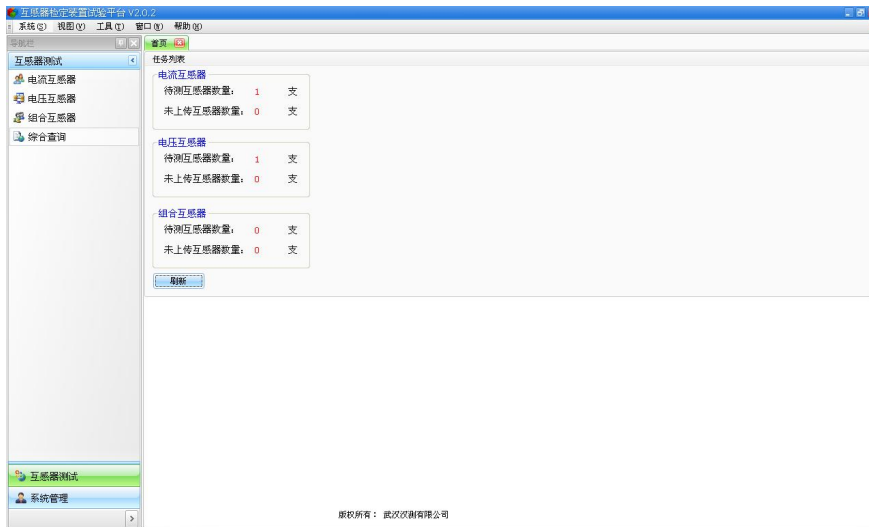 互感器检定装置试验平台 V2.0.2
系统(S) 视图(V) 工具(T) 窗口(W) 帮助(H)
导航栏
首页
互感器测试
任务列表
电流互感器
电压互感器
组合互感器
综合查询
电流互感器
待测互感器数量: 1 支
未上传互感器数量: 0 支
电压互感器
待测互感器数量: 1 支
未上传互感器数量: 0 支
组合互感器
待测互感器数量: 0 支
未上传互感器数量: 0 支
刷新
互感器测试
系统管理
版权所有: 武汉汉测有限公司